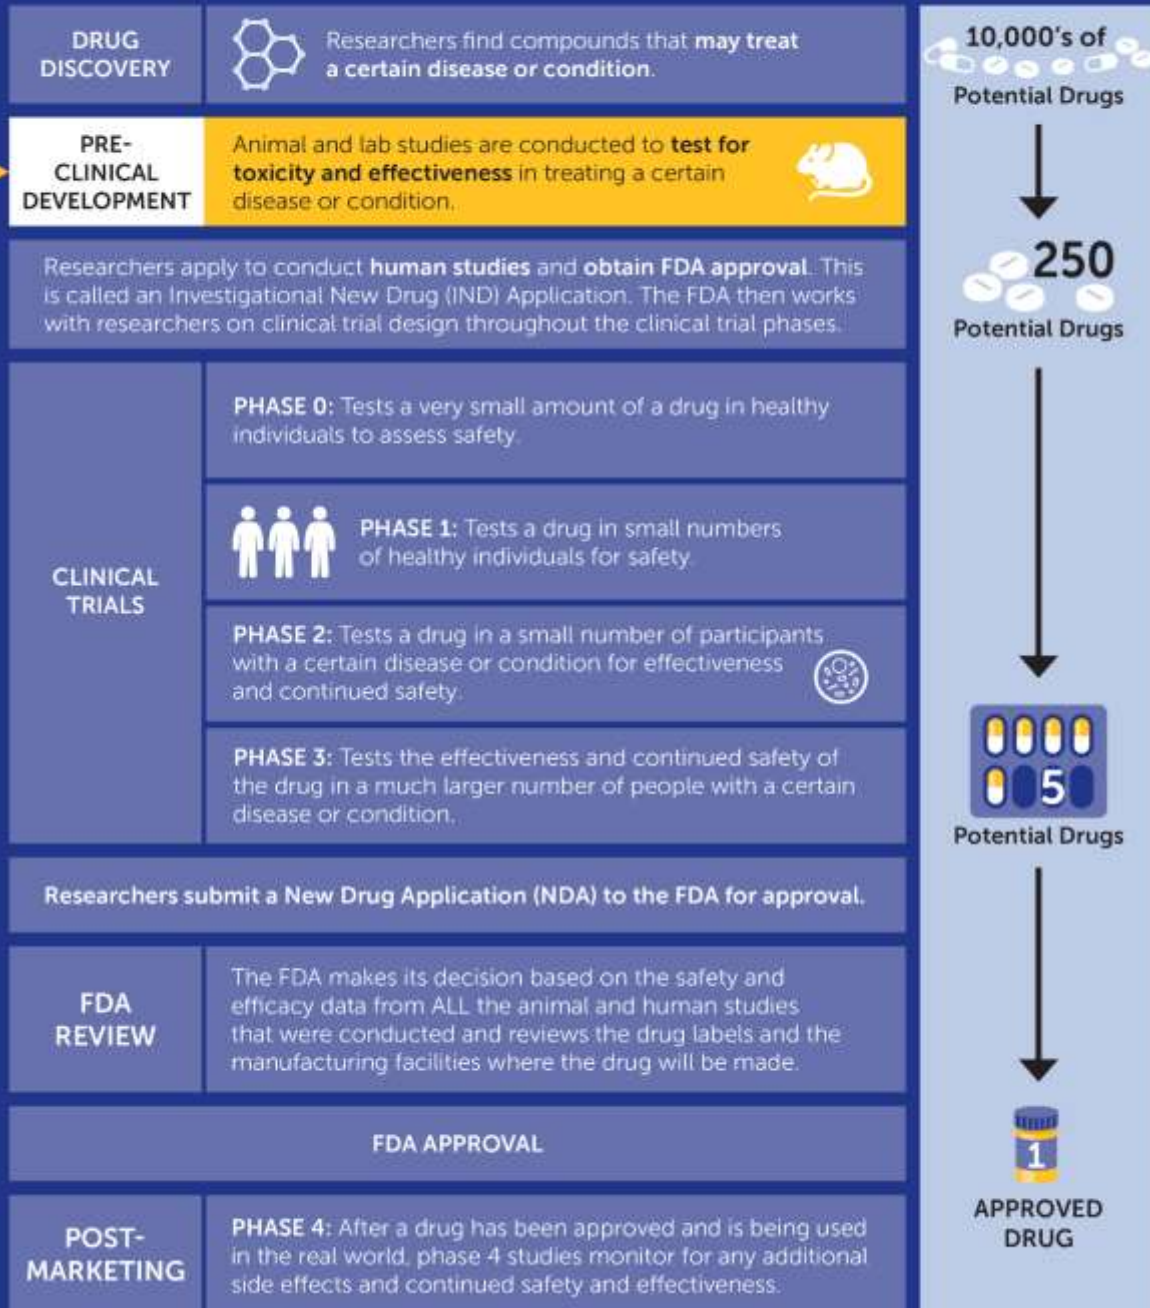 DRUG
DISCOVERY
Researchers find compounds that may treat
a certain disease or condition.
10,000's of
Potential Drugs
PRE-
CLINICAL
DEVELOPMENT
Animal and lab studies are conducted to test for
toxicity and effectiveness in treating a certain
disease or condition.
Researchers apply to conduct human studies and obtain FDA approval. This
is called an Investigational New Drug (IND) Application. The FDA then works
with researchers on clinical trial design throughout the clinical trial phases.
250
Potential Drugs
CLINICAL
TRIALS
PHASE 0: Tests a very small amount of a drug in healthy
individuals to assess safety.
PHASE 1: Tests a drug in small numbers
of healthy individuals for safety.
PHASE 2: Tests a drug in a small number of participants
with a certain disease or condition for effectiveness
and continued safety.
PHASE 3: Tests the effectiveness and continued safety of
the drug in a much larger number of people with a certain
disease or condition.
5
Potential Drugs
Researchers submit a New Drug Application (NDA) to the FDA for approval.
FDA
REVIEW
The FDA makes its decision based on the safety and
efficacy data from ALL the animal and human studies
that were conducted and reviews the drug labels and the
manufacturing facilities where the drug will be made.
FDA APPROVAL
1
APPROVED
DRUG
POST-
MARKETING
PHASE 4: After a drug has been approved and is being used
in the real world, phase 4 studies monitor for any additional
side effects and continued safety and effectiveness.